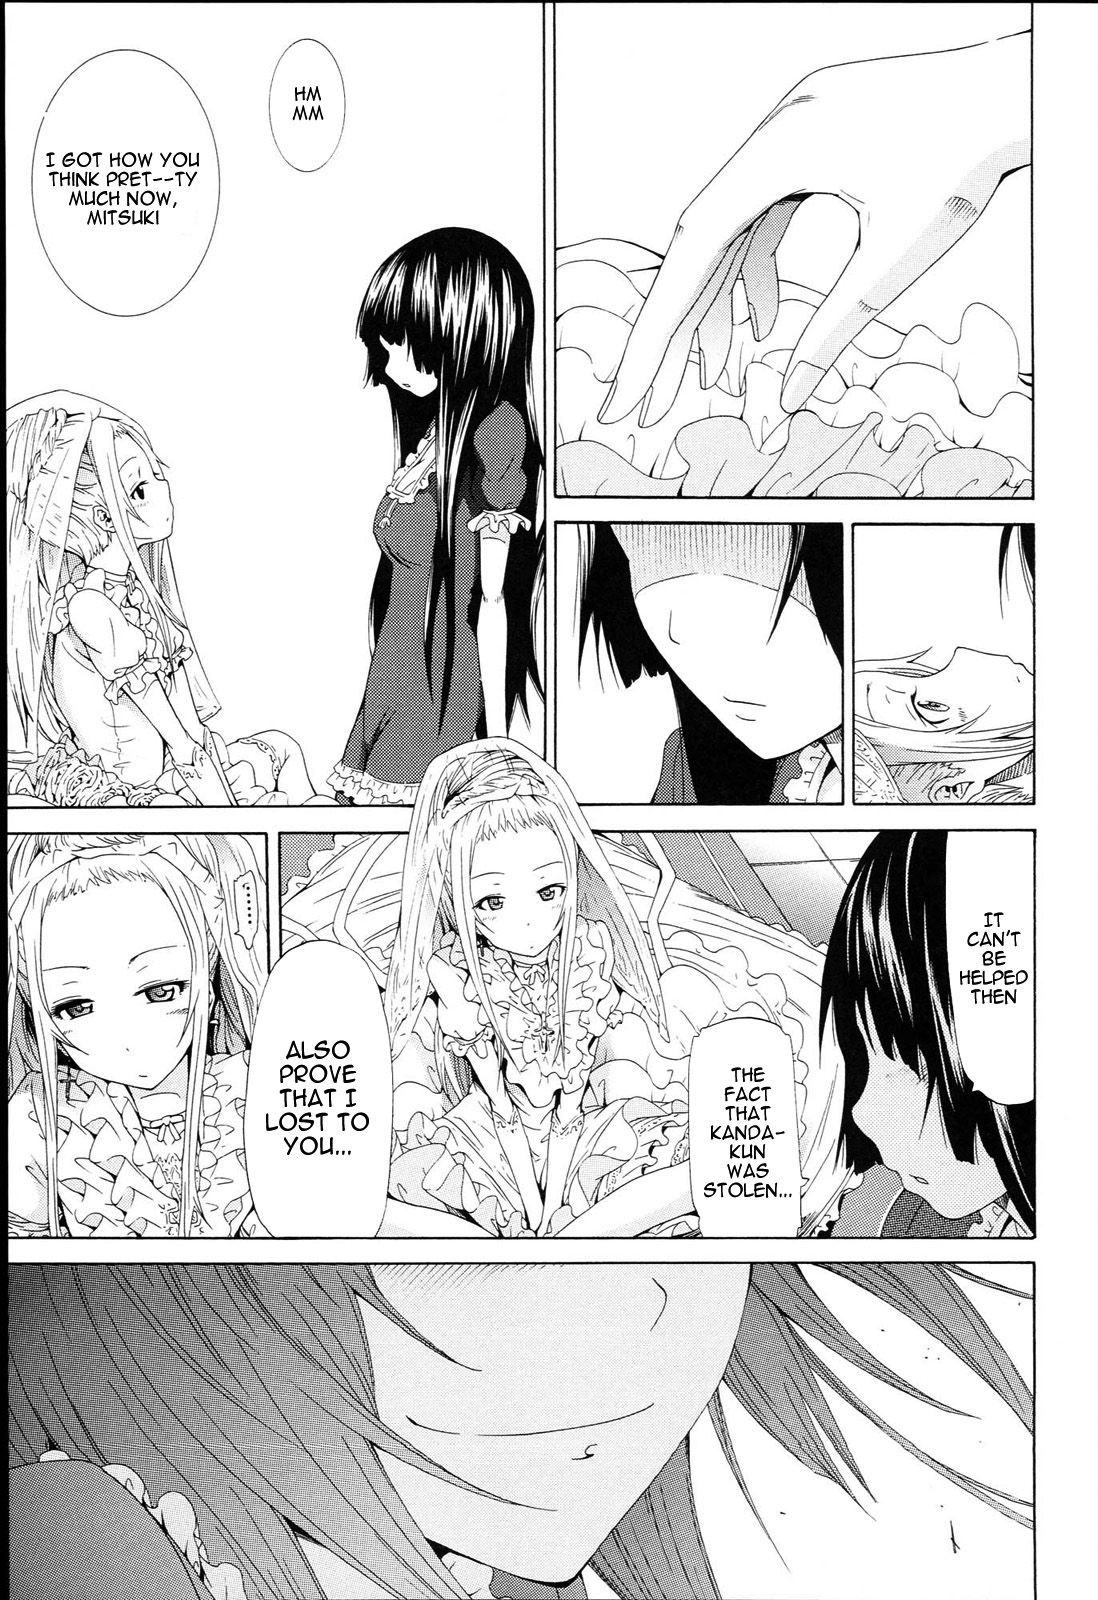 HM
MM
I GOT HOW YOU
THINK PRET--TY
MUCH NOW,
MITSUKI
IT
CAN'T
BE
HELPED
THEN
THE
FACT
THAT
KANDA-
KUN
WAS
STOLEN...
ALSO
PROVE
THAT I
LOST TO
YOU...
........